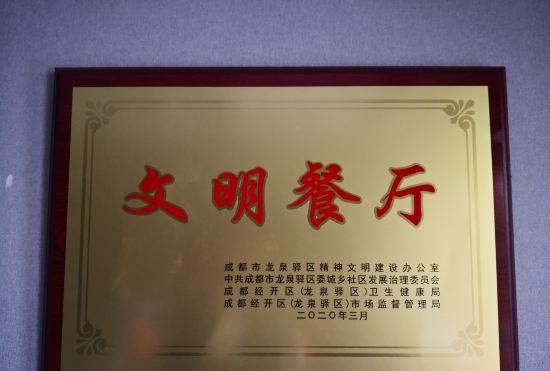 文明餐厅
成都市龙泉驿区精神文明建设办公室
中共成都市龙泉驿区委城乡社区发展治理委员会
成都经开区(龙泉驿区)卫生健康局
成都经开区(龙泉驿区)市场监督管理局
二〇二〇年三月